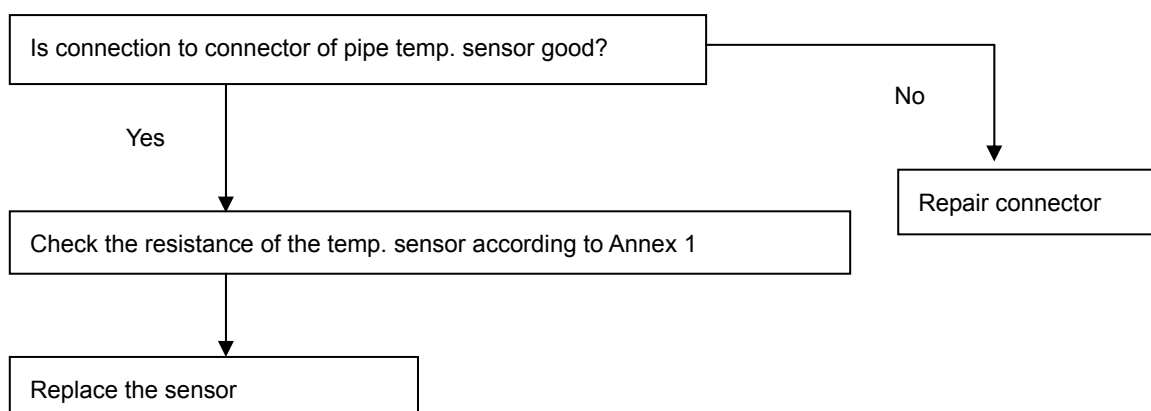 Is connection to connector of pipe temp. sensor good?
No
Yes
Repair connector
Check the resistance of the temp. sensor according to Annex 1
Replace the sensor